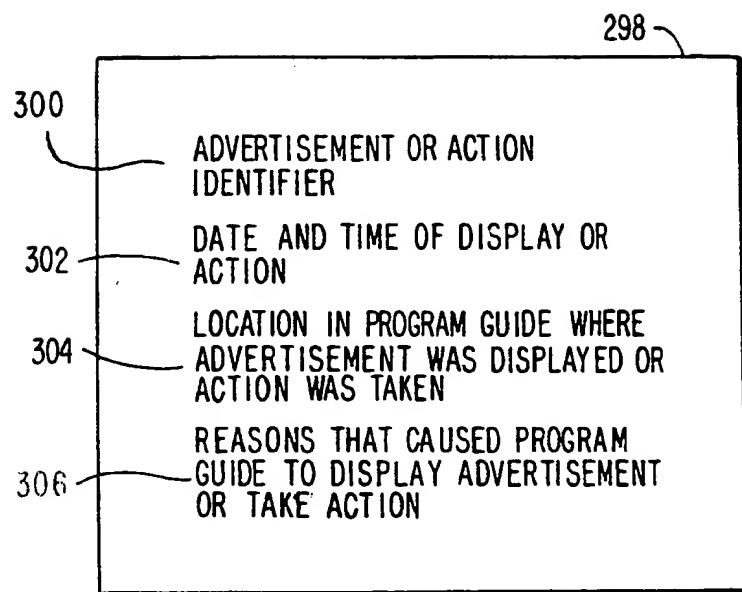 298
300
ADVERTISEMENT OR ACTION
IDENTIFIER
302
DATE AND TIME OF DISPLAY OR
ACTION
304
LOCATION IN PROGRAM GUIDE WHERE
ADVERTISEMENT WAS DISPLAYED OR
ACTION WAS TAKEN
306
REASONS THAT CAUSED PROGRAM
GUIDE TO DISPLAY ADVERTISEMENT
OR TAKE ACTION